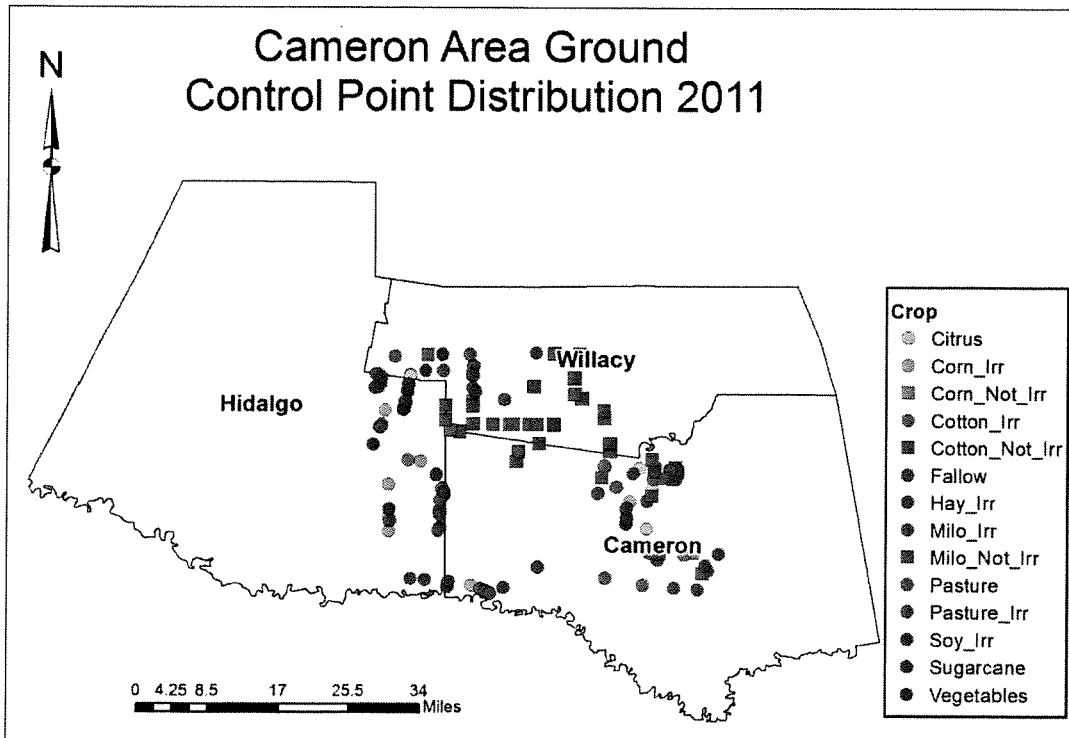 Cameron Area Ground
Control Point Distribution 2011
N
Willacy
Hidalgo
Cameron
Crop
Citrus
Corn_Irr
Corn_Not_Irr
Cotton_Irr
Cotton_Not_Irr
Fallow
Hay_Irr
Milo_Irr
Milo_Not_Irr
Pasture
Pasture_Irr
Soy_Irr
Sugarcane
Vegetables
0 4.25 8.5 17 25.5 34
Miles